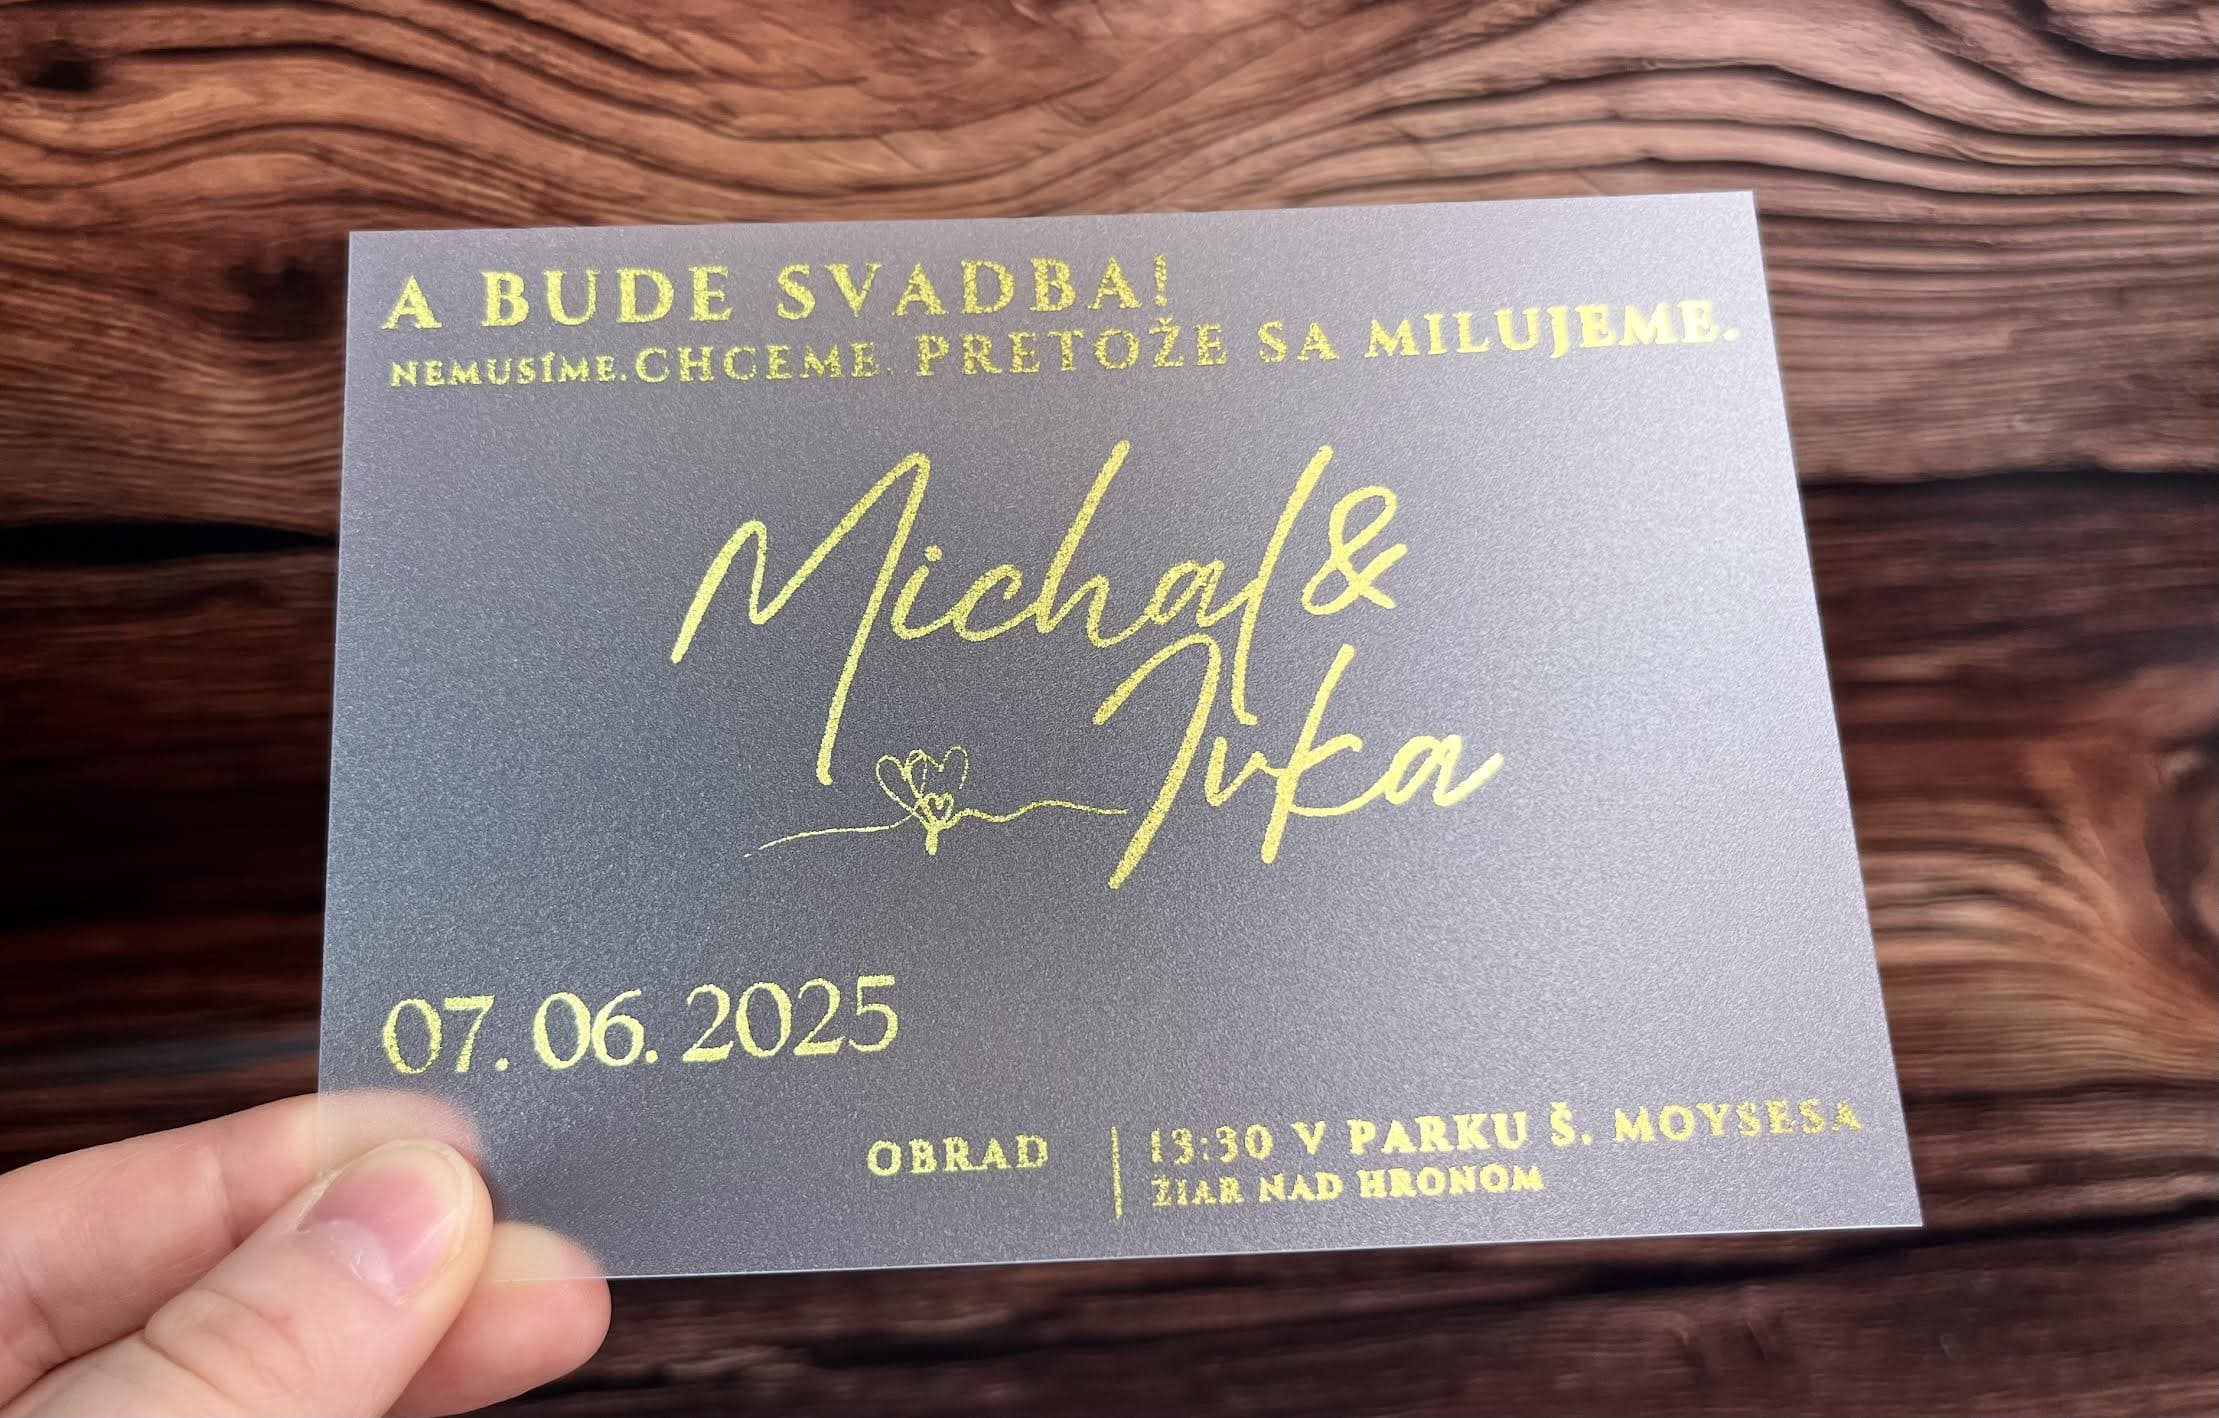 A BUDE SVADBA!
NEMUSÍME. CHCEME. PRETOŽE SA MILUJEME.
Michal &
Ivka
07. 06. 2025
OBRAD | 13:30 V PARKU Š. MOYSESA
ŽIAR NAD HRONOM